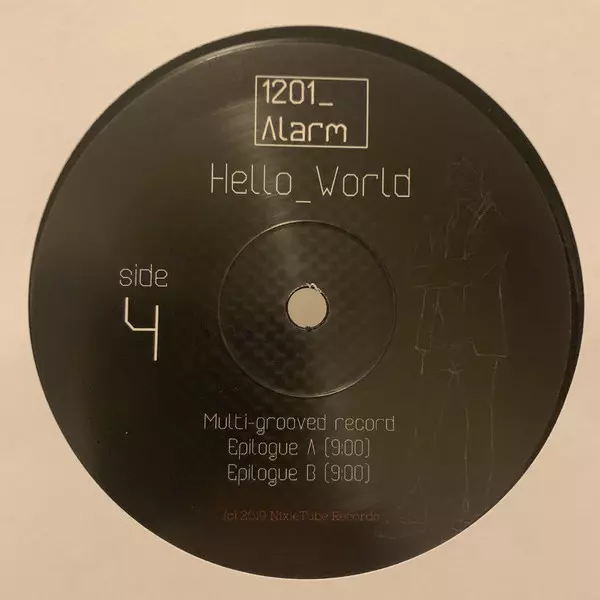 1201_
Alarm
Hello_World
side
4
Multi-grooved record
Epilogue A (9:00)
Epilogue B (9:00)
(c) 2019 NixieTube Records